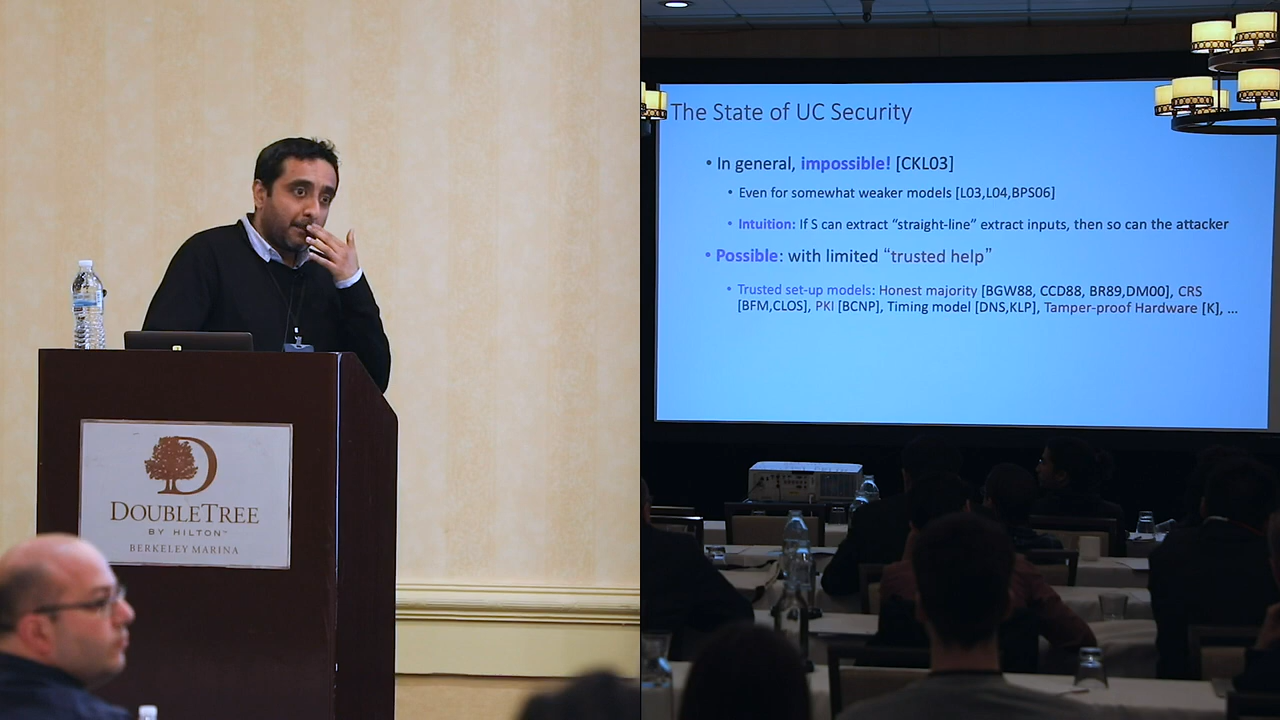 DOUBLETREE
BY HILTON™
BERKELEY MARINA
The State of UC Security
• In general, impossible! [CKL03]
• Even for somewhat weaker models [L03,L04,BPS06]
• Intuition: If S can extract “straight-line” extract inputs, then so can the attacker
• Possible: with limited “trusted help”
• Trusted set-up models: Honest majority [BGW88, CCD88, BR89,DM00], CRS
[BFM,CLOS], PKI [BCNP], Timing model [DNS,KLP], Tamper-proof Hardware [K], ...